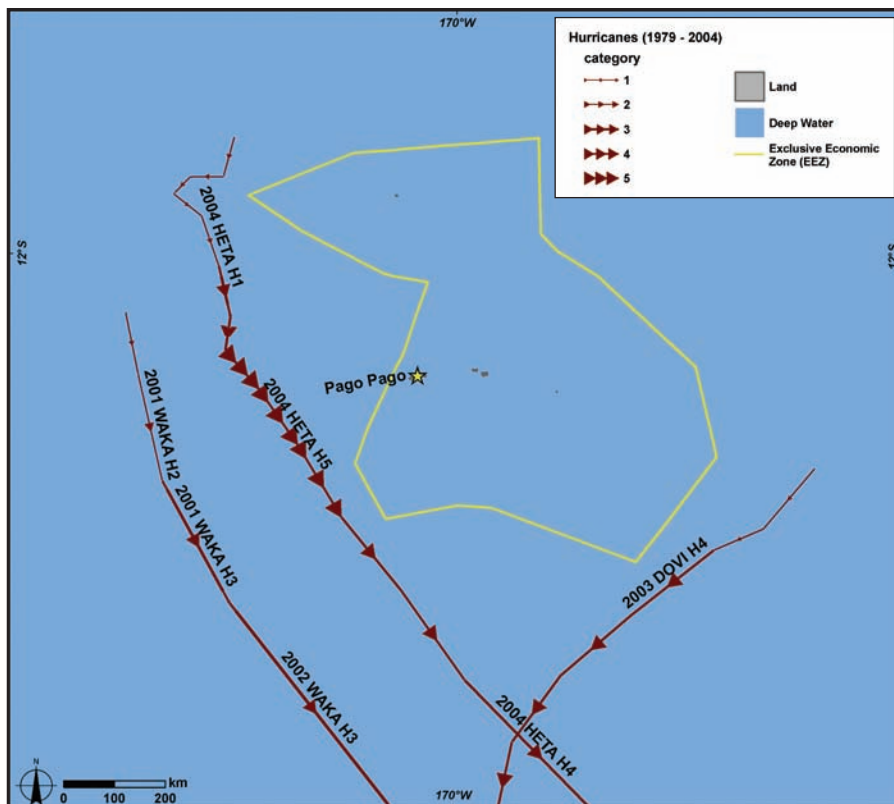 170°W
Hurricanes (1979 - 2004)
category
1
2
3
4
5
Land
Deep Water
Exclusive Economic
Zone (EEZ)
12°S
12°S
2004 HETA H1
Pago Pago
2001 WAKA H2
2004 HETA H5
2001 WAKA H3
2003 DOVI H4
2002 WAKA H3
2004 HETA H4
N
km
0 100 200
170°W